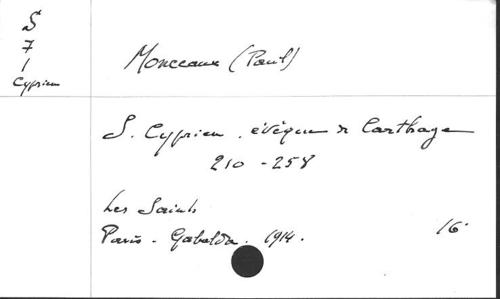 S
7
1
Cyprien
Monceaux (Paul)
S. Cyprien. évêque de Carthage
210 - 258
Les Saints
Paris - Gabalda. 1914.
16°